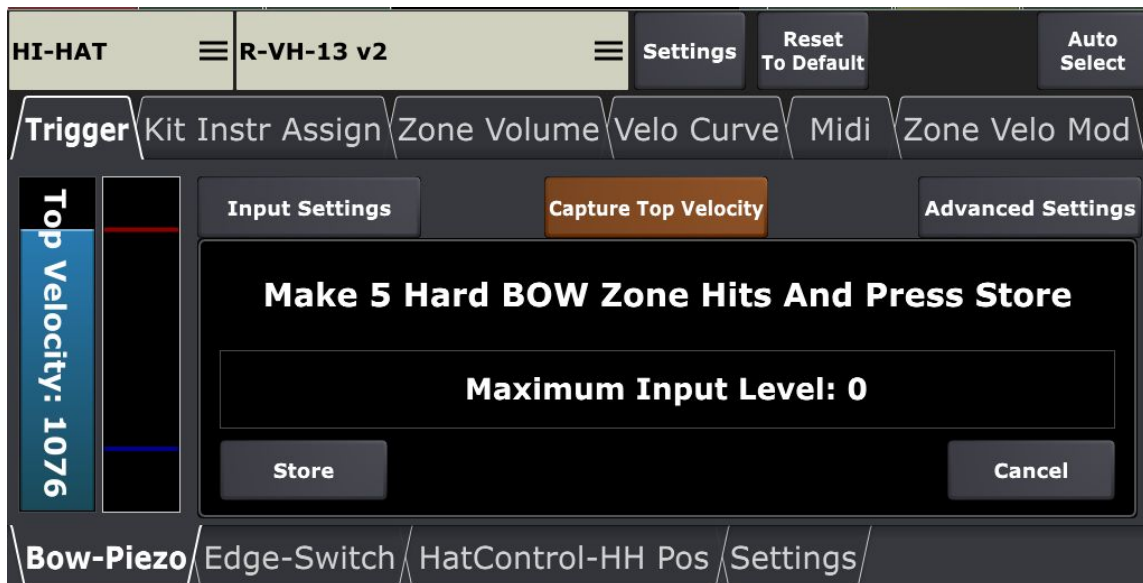 HI-HAT
R-VH-13 v2
Settings
Reset
To Default
Auto
Select
Trigger
Kit Instr Assign
Zone Volume
Velo Curve
Midi
Zone Velo Mod
Top Velocity: 1076
Input Settings
Capture Top Velocity
Advanced Settings
Make 5 Hard BOW Zone Hits And Press Store
Maximum Input Level: 0
Store
Cancel
Bow-Piezo
Edge-Switch
HatControl-HH Pos
Settings